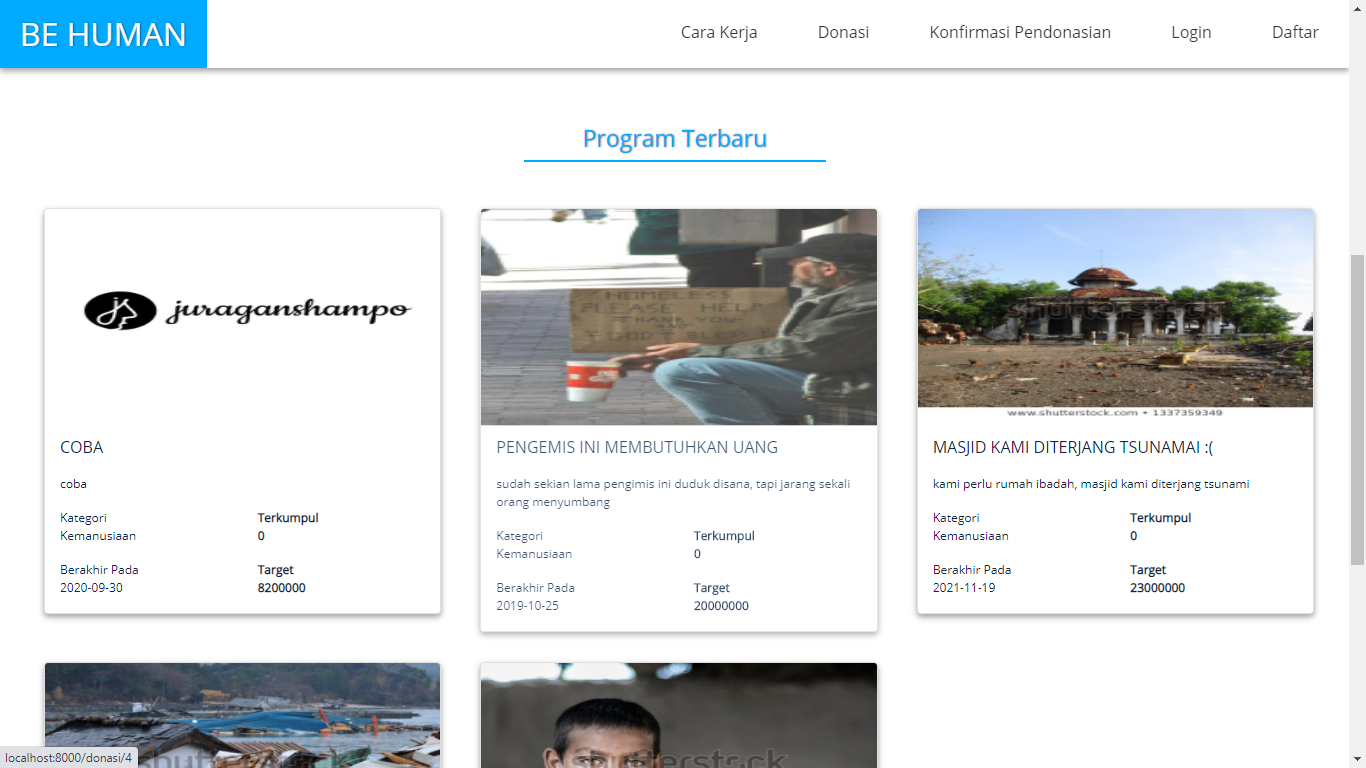 BE HUMAN
Cara Kerja
Donasi
Konfirmasi Pendonasian
Login
Daftar
Program Terbaru
juraganshampo
HOMELESS
PLEASE HELP
THANK YOU
GOD BLESS
shutterstock
www.shutterstock.com • 1337359349
COBA
coba
Kategori
Terkumpul
Kemanusiaan
0
Berakhir Pada
Target
2020-09-30
8200000
PENGEMIS INI MEMBUTUHKAN UANG
sudah sekian lama pengimis ini duduk disana, tapi jarang sekali
orang menyumbang
Kategori
Terkumpul
Kemanusiaan
0
Berakhir Pada
Target
2019-10-25
20000000
MASJID KAMI DITERJANG TSUNAMAI :(
kami perlu rumah ibadah, masjid kami diterjang tsunami
Kategori
Terkumpul
Kemanusiaan
0
Berakhir Pada
Target
2021-11-19
23000000
localhost:8000/donasi/4
shutterstock